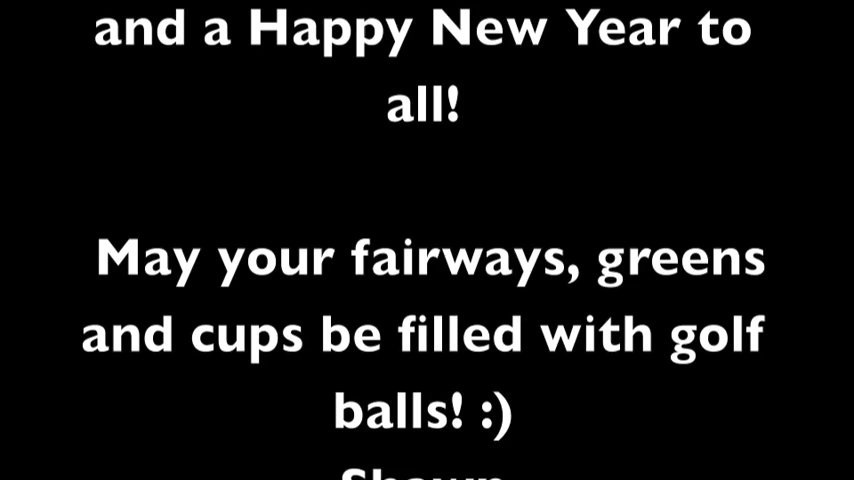 and a Happy New Year to
all!
May your fairways, greens
and cups be filled with golf
balls! :)
Shawn